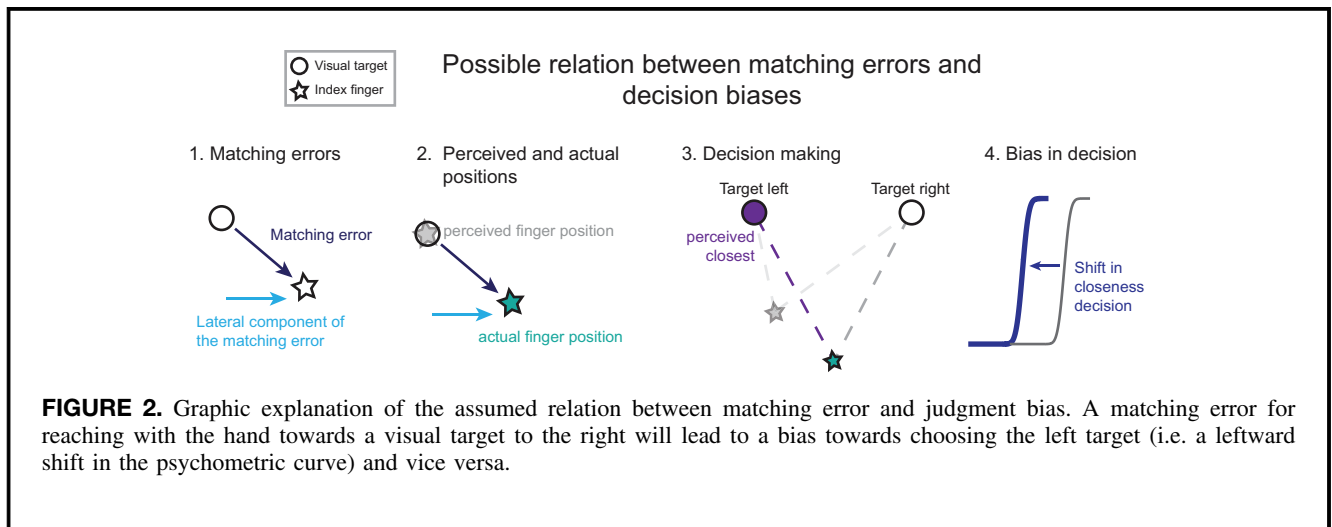 Visual target
Index finger
Possible relation between matching errors and
decision biases
1. Matching errors
Matching error
Lateral component of
the matching error
2. Perceived and actual
positions
perceived finger position
actual finger position
3. Decision making
Target left
Target right
perceived
closest
4. Bias in decision
Shift in
closeness
decision
FIGURE 2. Graphic explanation of the assumed relation between matching error and judgment bias. A matching error for
reaching with the hand towards a visual target to the right will lead to a bias towards choosing the left target (i.e. a leftward
shift in the psychometric curve) and vice versa.